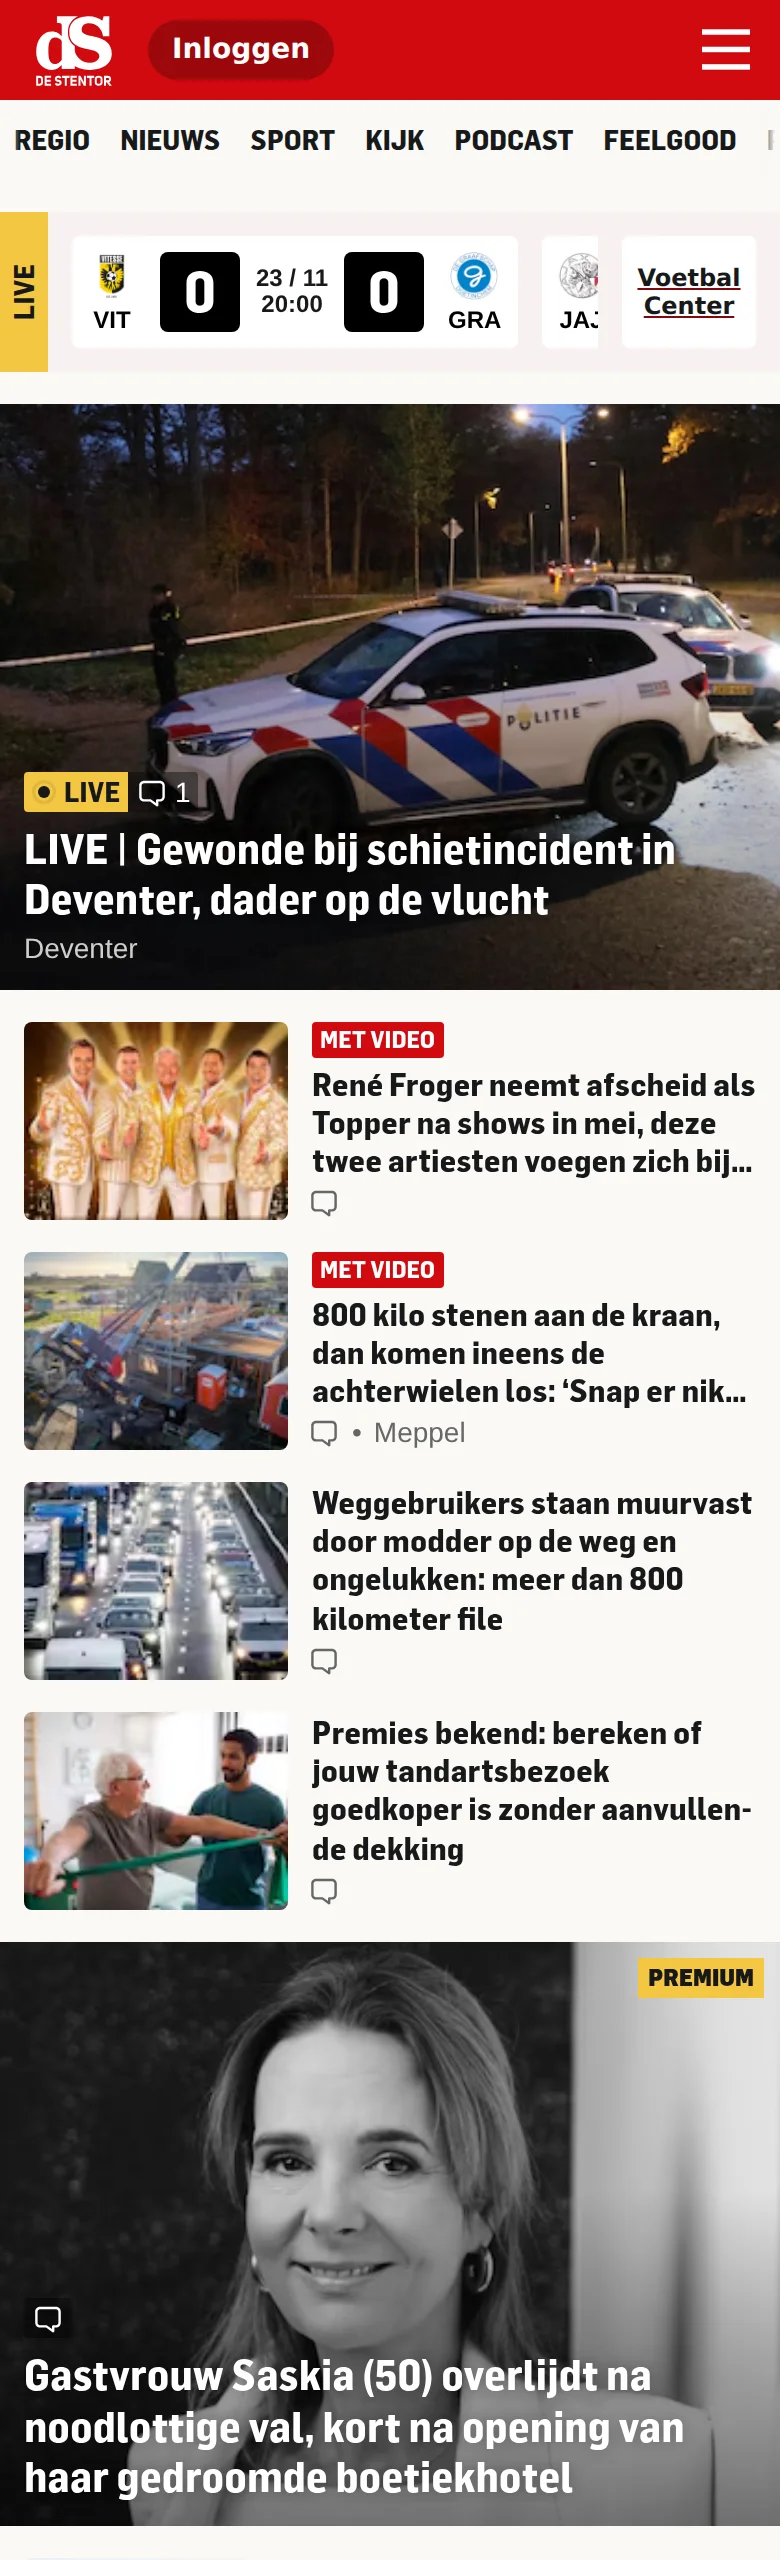 dS
DE STENTOR
Inloggen
REGIO NIEUWS SPORT KIJK PODCAST FEELGOOD
LIVE
VITESSE
VIT
0
23 / 11
20:00
0
GRA
JAJ
Voetbal
Center
POLITIE
LIVE 1
LIVE | Gewonde bij schietincident in
Deventer, dader op de vlucht
Deventer
MET VIDEO
René Froger neemt afscheid als
Topper na shows in mei, deze
twee artiesten voegen zich bij...
MET VIDEO
800 kilo stenen aan de kraan,
dan komen ineens de
achterwielen los: ‘Snap er nik...
• Meppel
Weggebruikers staan muurvast
door modder op de weg en
ongelukken: meer dan 800
kilometer file
Premies bekend: bereken of
jouw tandartsbezoek
goedkoper is zonder aanvullen-
de dekking
PREMIUM
Gastvrouw Saskia (50) overlijdt na
noodlottige val, kort na opening van
haar gedroomde boetiekhotel